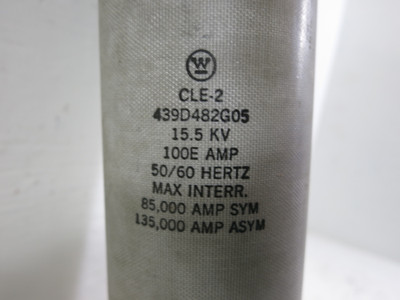 W
CLE-2
439D482G05
15.5 KV
100E AMP
50/60 HERTZ
MAX INTERR.
85,000 AMP SYM
135,000 AMP ASYM